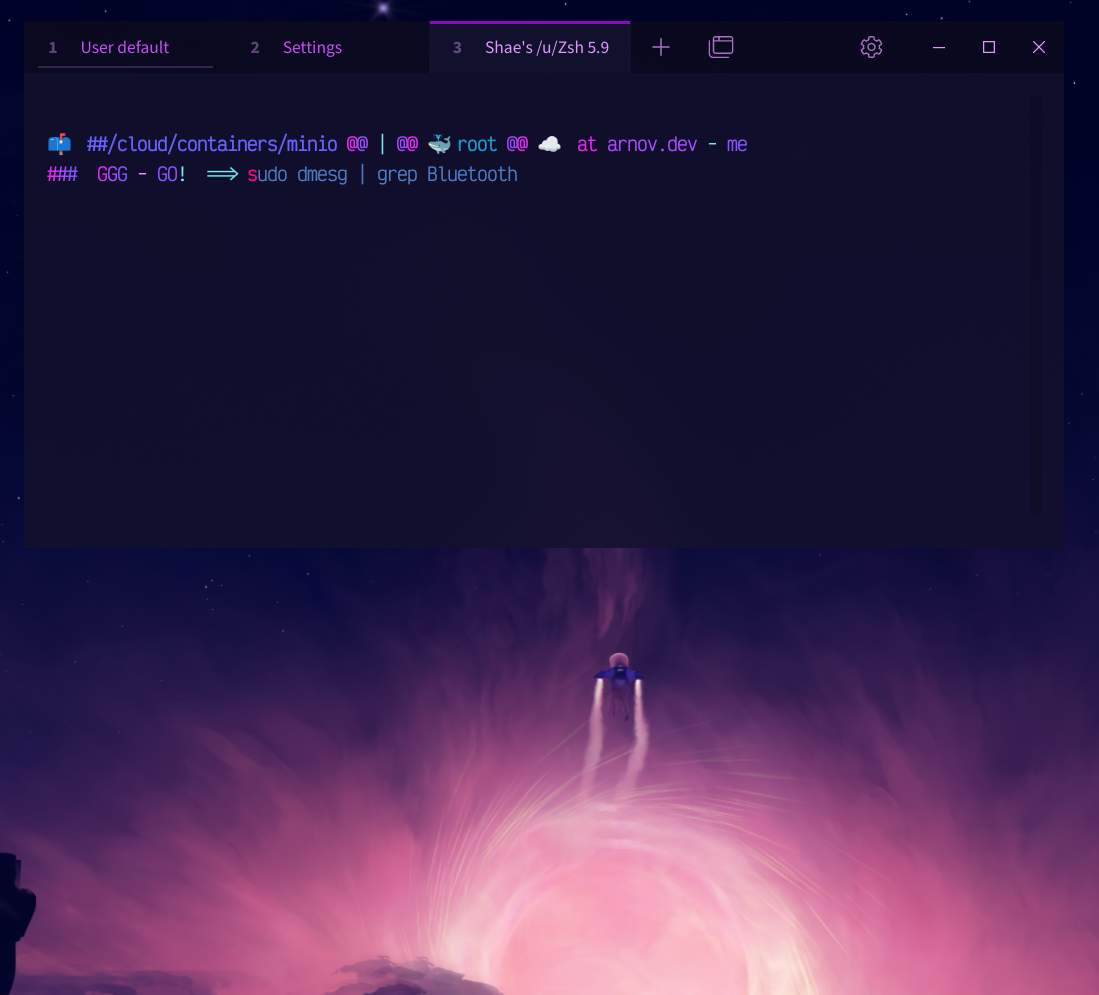 1 User default 2 Settings 3 Shae's /u/Zsh 5.9
##/cloud/containers/minio @@ | @@ 🐳 root @@ ☁️ at arnov.dev - me
### GGG - GO! ==> sudo dmesg | grep Bluetooth